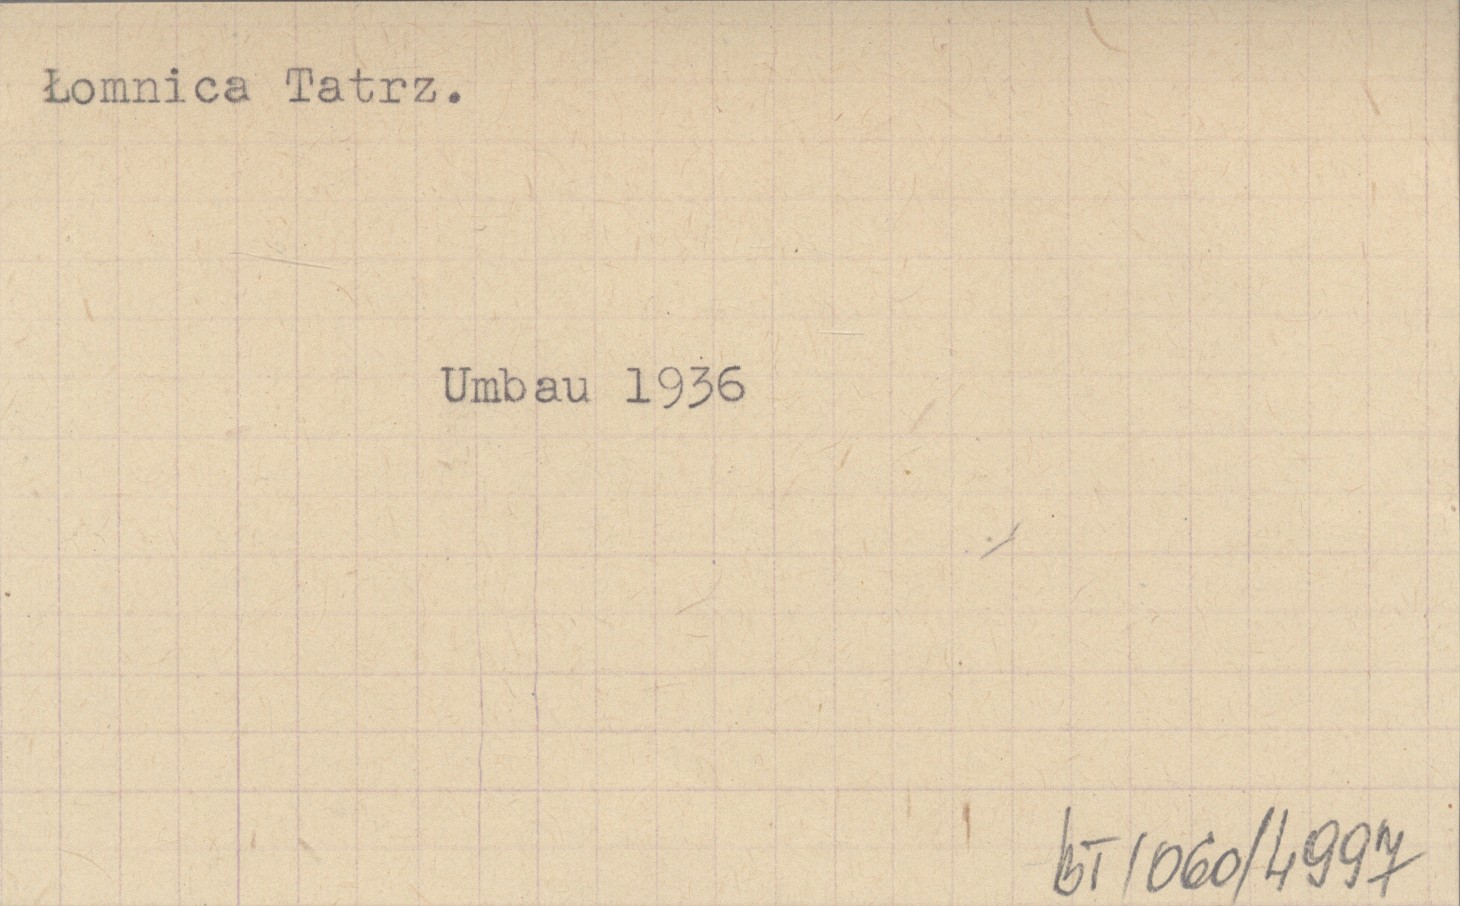 Łomnica Tatrz.
Umbau 1936
bT/060/4997